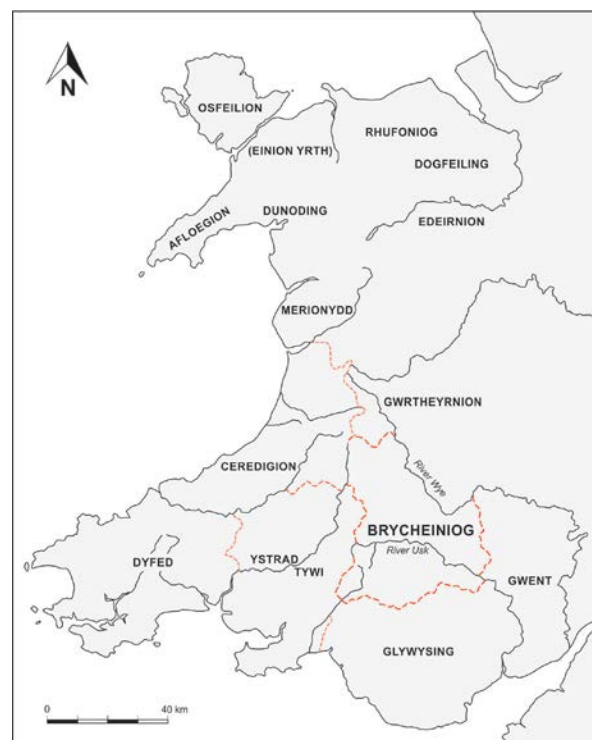 N
OSFEILION
(EINION YRTH)
RHUFONIOG
DOGFEILING
AFLOEGION
DUNODING
EDEIRNION
MERIONYDD
GWRTHEYRNION
CEREDIGION
River Wye
BRYCHEINIOG
River Usk
DYFED
YSTRAD
TYWI
GWENT
GLYWYSING
0 40 km